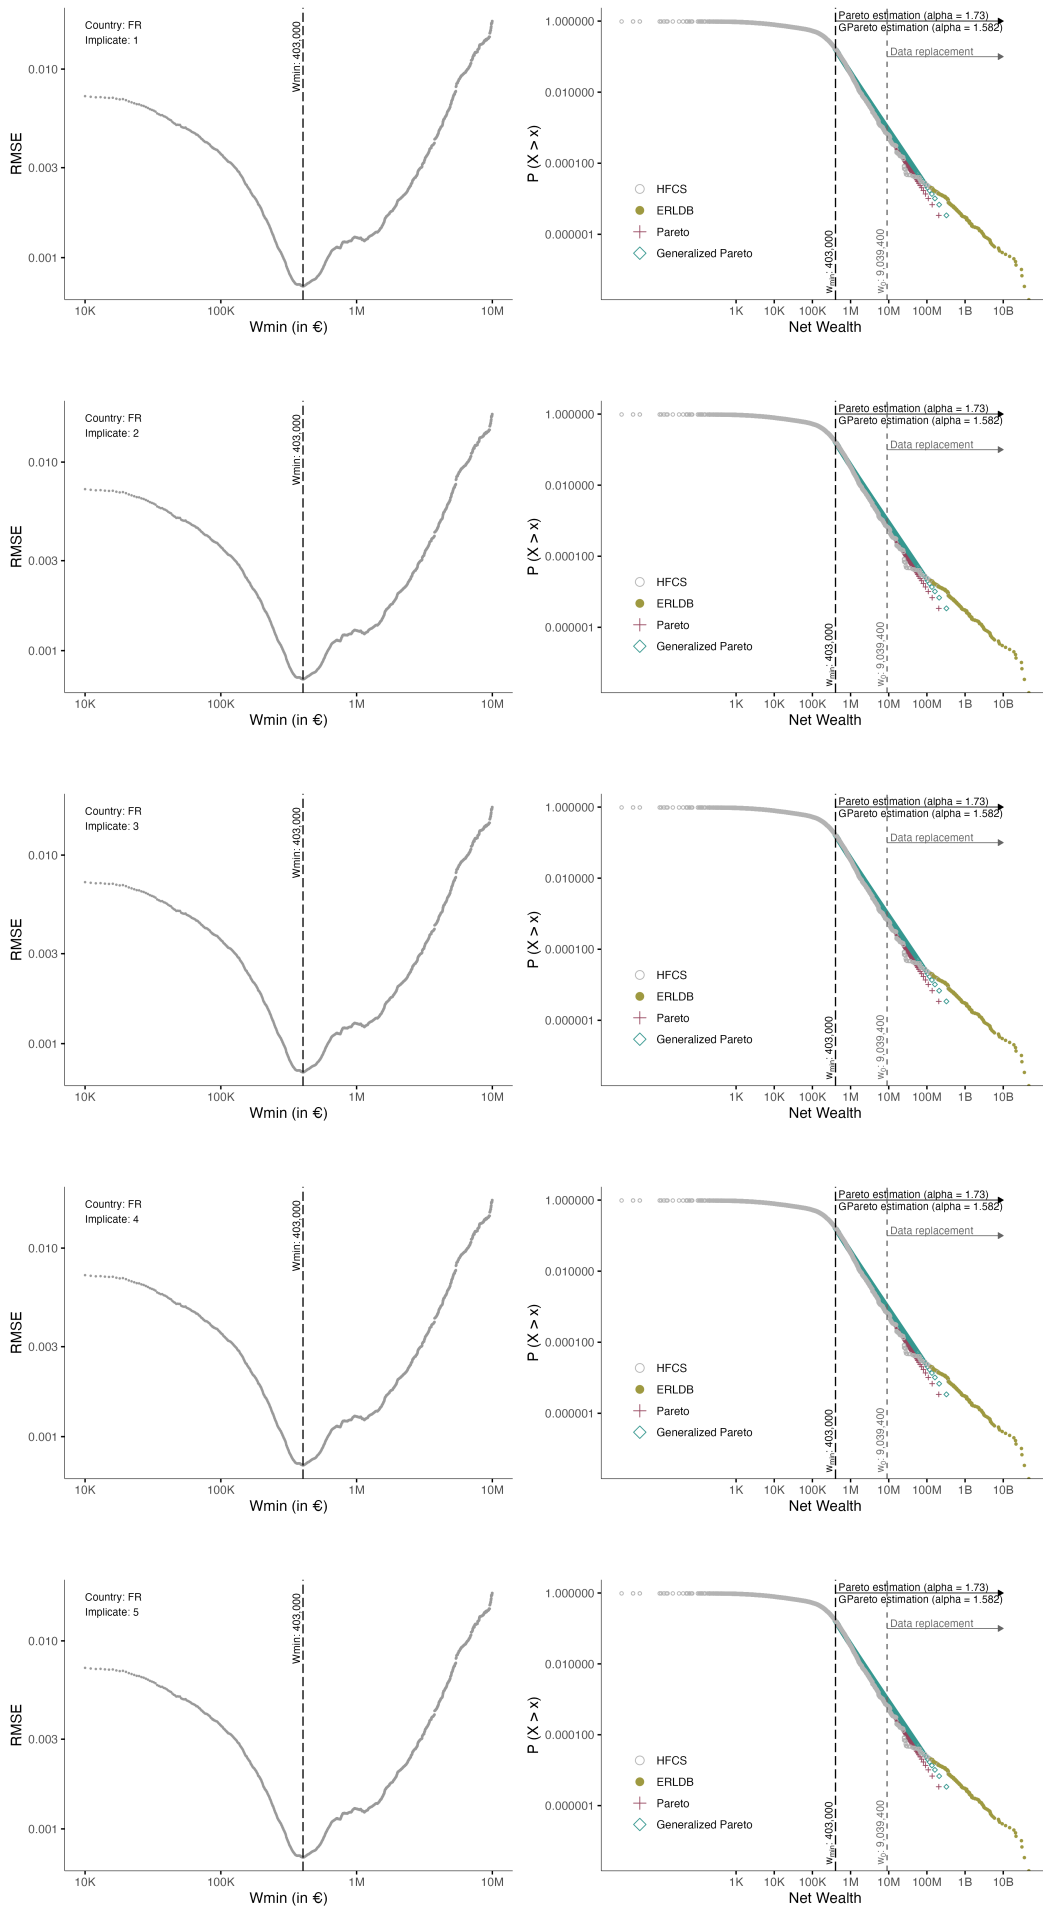 Country: FR
Implicate: 1
Wmin: 403,000
RMSE
0.010
0.003
0.001
10K 100K 1M 10M
Wmin (in €)
P (X > x)
1.000000
0.010000
0.000100
0.000001
Pareto estimation (alpha = 1.73)
GPareto estimation (alpha = 1.582)
Data replacement
HFCS
ERLDB
Pareto
Generalized Pareto
wmin: 403,000
w0: 9,039,400
1K 10K 100K 1M 10M 100M 1B 10B
Net Wealth
Country: FR
Implicate: 2
Wmin: 403,000
RMSE
0.010
0.003
0.001
10K 100K 1M 10M
Wmin (in €)
P (X > x)
1.000000
0.010000
0.000100
0.000001
Pareto estimation (alpha = 1.73)
GPareto estimation (alpha = 1.582)
Data replacement
HFCS
ERLDB
Pareto
Generalized Pareto
wmin: 403,000
w0: 9,039,400
1K 10K 100K 1M 10M 100M 1B 10B
Net Wealth
Country: FR
Implicate: 3
Wmin: 403,000
RMSE
0.010
0.003
0.001
10K 100K 1M 10M
Wmin (in €)
P (X > x)
1.000000
0.010000
0.000100
0.000001
Pareto estimation (alpha = 1.73)
GPareto estimation (alpha = 1.582)
Data replacement
HFCS
ERLDB
Pareto
Generalized Pareto
wmin: 403,000
w0: 9,039,400
1K 10K 100K 1M 10M 100M 1B 10B
Net Wealth
Country: FR
Implicate: 4
Wmin: 403,000
RMSE
0.010
0.003
0.001
10K 100K 1M 10M
Wmin (in €)
P (X > x)
1.000000
0.010000
0.000100
0.000001
Pareto estimation (alpha = 1.73)
GPareto estimation (alpha = 1.582)
Data replacement
HFCS
ERLDB
Pareto
Generalized Pareto
wmin: 403,000
w0: 9,039,400
1K 10K 100K 1M 10M 100M 1B 10B
Net Wealth
Country: FR
Implicate: 5
Wmin: 403,000
RMSE
0.010
0.003
0.001
10K 100K 1M 10M
Wmin (in €)
P (X > x)
1.000000
0.010000
0.000100
0.000001
Pareto estimation (alpha = 1.73)
GPareto estimation (alpha = 1.582)
Data replacement
HFCS
ERLDB
Pareto
Generalized Pareto
wmin: 403,000
w0: 9,039,400
1K 10K 100K 1M 10M 100M 1B 10B
Net Wealth